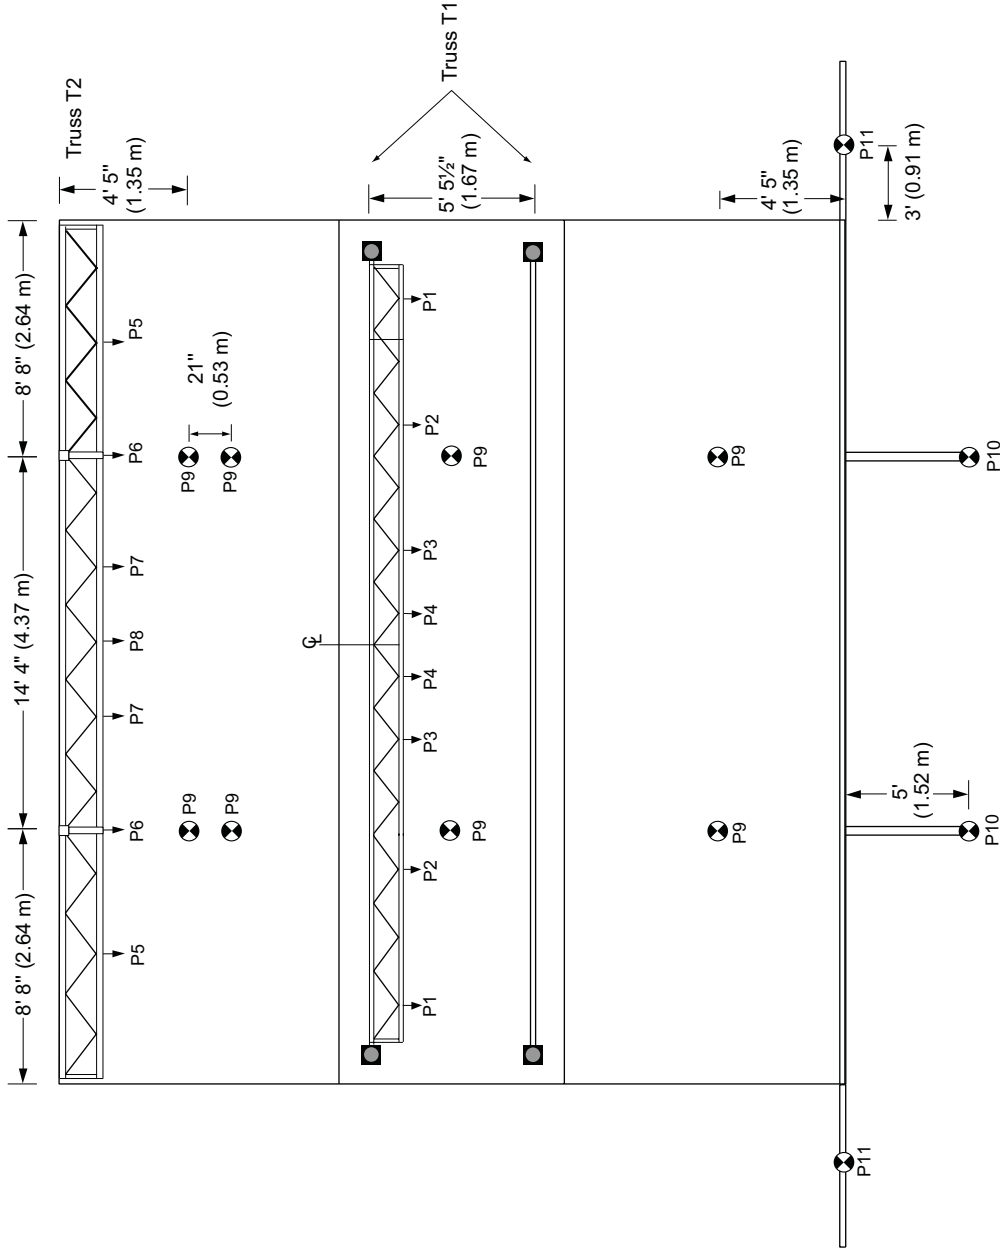 8' 8" (2.64 m)
14' 4" (4.37 m)
8' 8" (2.64 m)
Truss T2
4' 5"
(1.35 m)
P5
P6
P7
P8
P7
P6
P5
P9
P9
21"
(0.53 m)
P9
P9
CL
P1
P2
P3
P4
P4
P3
P2
P1
5' 5½"
(1.67 m)
Truss T1
P9
P9
P9
P9
4' 5"
(1.35 m)
P11
P11
5'
(1.52 m)
3' (0.91 m)
P10
P10